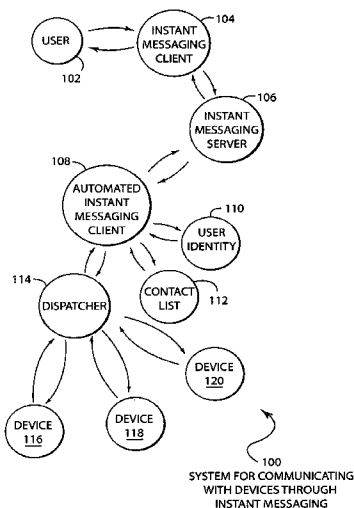 104
USER
INSTANT
MESSAGING
CLIENT
102
106
INSTANT
MESSAGING
SERVER
108
AUTOMATED
INSTANT
MESSAGING
CLIENT
110
USER
IDENTITY
114
CONTACT
LIST
112
DISPATCHER
DEVICE
120
DEVICE
118
DEVICE
116
100
SYSTEM FOR COMMUNICATING
WITH DEVICES THROUGH
INSTANT MESSAGING